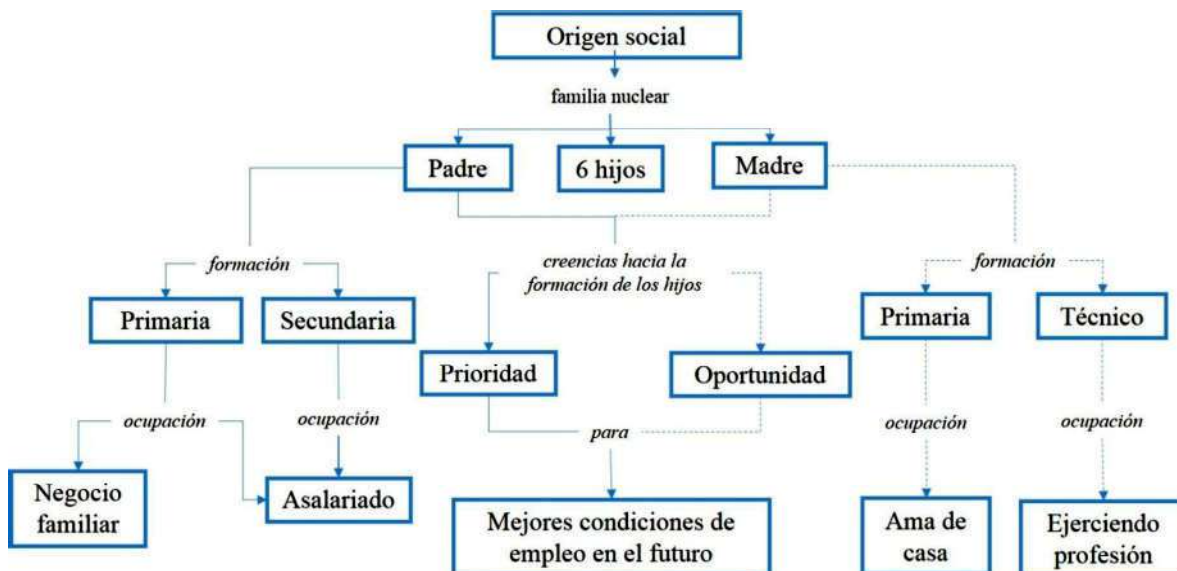 Origen social
familia nuclear
Padre
6 hijos
Madre
formación
creencias hacia la
formación de los hijos
formación
Primaria
Secundaria
Primaria
Técnico
Prioridad
Oportunidad
ocupación
ocupación
para
ocupación
ocupación
Negocio
familiar
Asalariado
Mejores condiciones de
empleo en el futuro
Ama de
casa
Ejerciendo
profesión